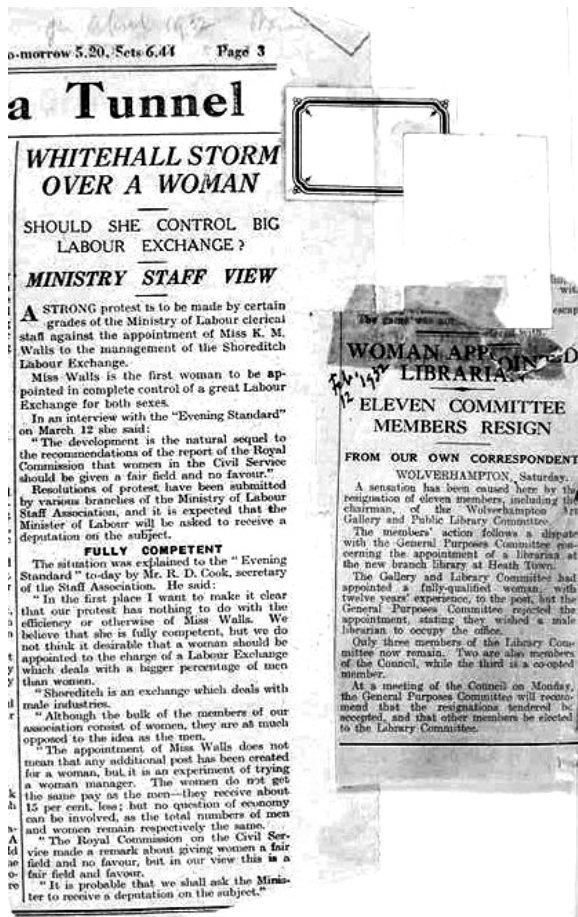 April 1932
o-morrow 5.20, Sets 6.44 Page 3
a Tunnel
WHITEHALL STORM
OVER A WOMAN
SHOULD SHE CONTROL BIG
LABOUR EXCHANGE?
MINISTRY STAFF VIEW
A STRONG protest is to be made by certain
grades of the Ministry of Labour clerical
staff against the appointment of Miss K. M.
Walls to the management of the Shoreditch
Labour Exchange.
Miss Walls is the first woman to be ap-
pointed in complete control of a great Labour
Exchange for both sexes.
In an interview with the "Evening Standard"
on March 12 she said:
"The development is the natural sequel to
the recommendations of the report of the Royal
Commission that women in the Civil Service
should be given a fair field and no favour."
Resolutions of protest have been submitted
by various branches of the Ministry of Labour
Staff Association, and it is expected that the
Minister of Labour will be asked to receive a
deputation on the subject.
FULLY COMPETENT
The situation was explained to the "Evening
Standard" to-day by Mr. R. D. Cook, secretary
of the Staff Association. He said:
"In the first place I want to make it clear
that our protest has nothing to do with the
efficiency or otherwise of Miss Walls. We
believe that she is fully competent, but we do
not think it desirable that a woman should be
appointed to the charge of a Labour Exchange
which deals with a bigger percentage of men
than women.
"Shoreditch is an exchange which deals with
male industries.
"Although the bulk of the members of our
association consist of women, they are as much
opposed to the idea as the men.
"The appointment of Miss Walls does not
mean that any additional post has been created
for a woman, but it is an experiment of trying
a woman manager. The women do not get
the same pay as the men—they receive about
15 per cent. less; but no question of economy
can be involved, as the total numbers of men
and women remain respectively the same.
"The Royal Commission on the Civil Ser-
vice made a remark about giving women a fair
field and no favour, but in our view this is a
fair field and favour.
"It is probable that we shall ask the Minis-
ter to receive a deputation on the subject."
with
escap
The game was not
Feb. 1932
12
WOMAN APPOINTED
LIBRARIAN
ELEVEN COMMITTEE
MEMBERS RESIGN
FROM OUR OWN CORRESPONDENT
WOLVERHAMPTON, Saturday.
A sensation has been caused here by the
resignation of eleven members, including the
chairman, of the Wolverhampton Art
Gallery and Public Library Committee.
The members' action follows a dispute
with the General Purposes Committee con-
cerning the appointment of a librarian at
the new branch library at Heath Town.
The Gallery and Library Committee had
appointed a fully-qualified woman with
twelve years' experience, to the post, but the
General Purposes Committee rejected the
appointment, stating they wished a male
librarian to occupy the office.
Only three members of the Library Com-
mittee now remain. Two are also members
of the Council, while the third is a co-opted
member.
At a meeting of the Council on Monday,
the General Purposes Committee will recom-
mend that the resignations tendered be
accepted, and that other members be elected
to the Library Committee.